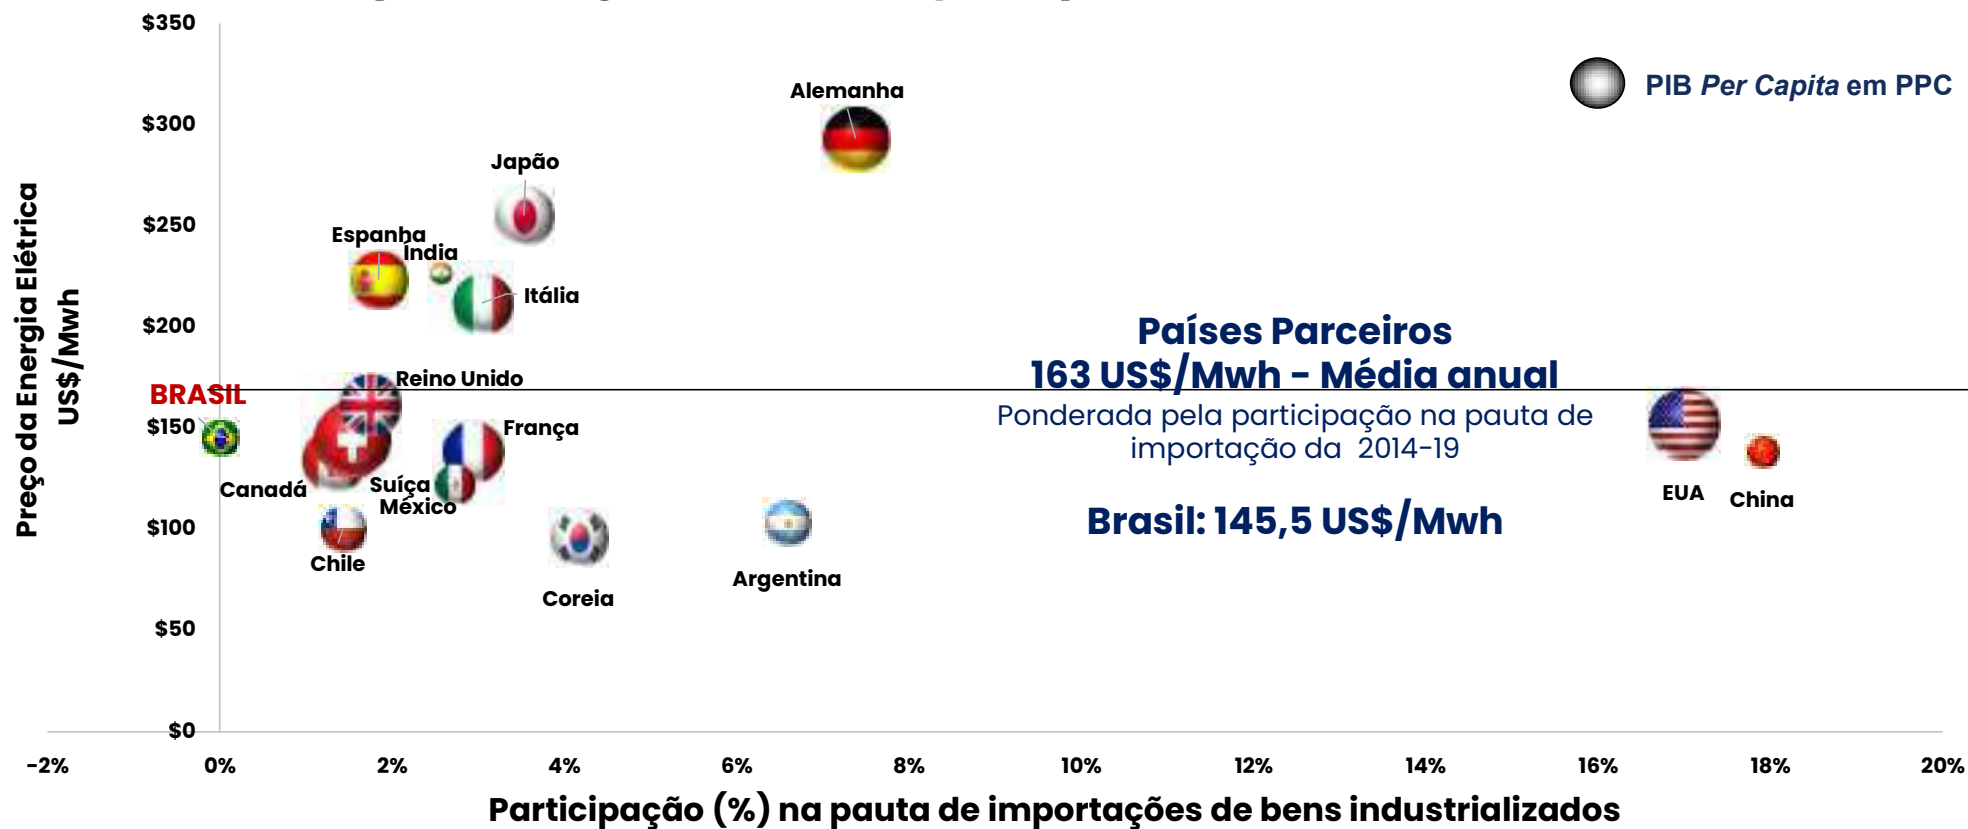 $350
$300
$250
$200
$150
$100
$50
$0
Preço da Energia Elétrica
US$/Mwh
PIB Per Capita em PPC
Alemanha
Japão
Espanha
Índia
Itália
Reino Unido
BRASIL
França
Canadá
Suíça
México
Chile
Coreia
Argentina
EUA
China
Países Parceiros
163 US$/Mwh - Média anual
Ponderada pela participação na pauta de
importação da 2014-19
Brasil: 145,5 US$/Mwh
-2% 0% 2% 4% 6% 8% 10% 12% 14% 16% 18% 20%
Participação (%) na pauta de importações de bens industrializados